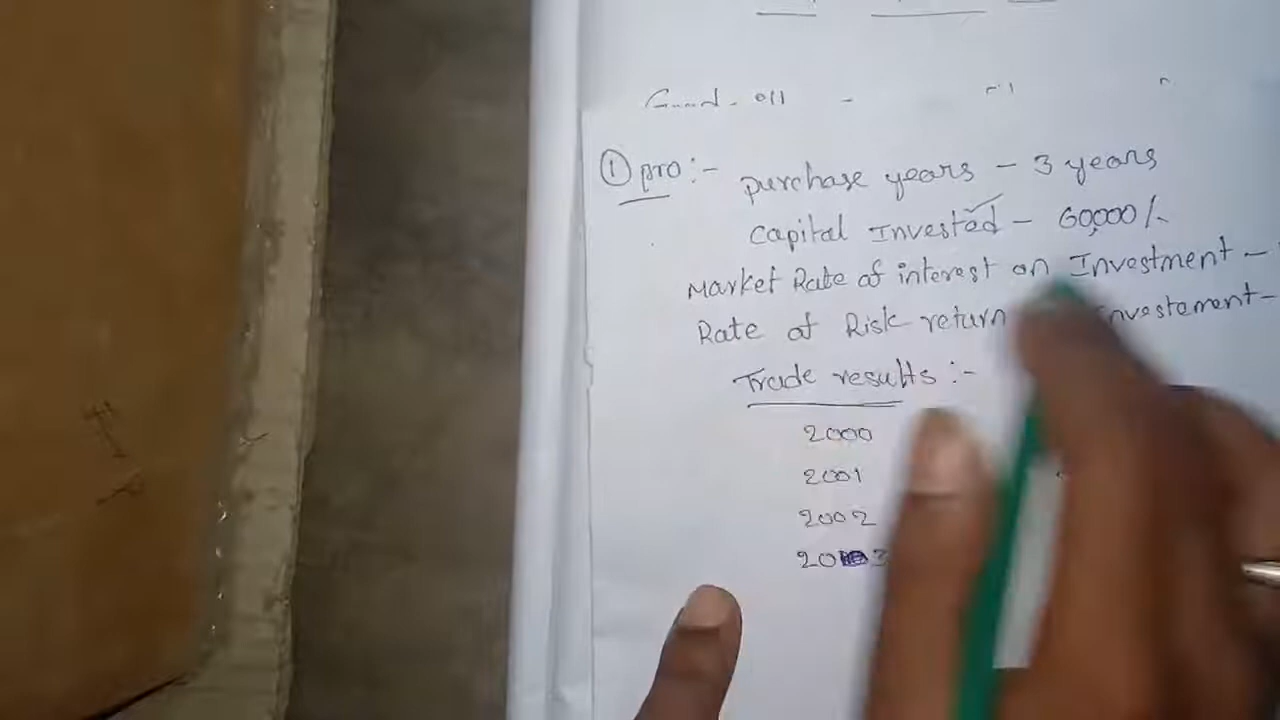 ① pro :- purchase years - 3 years
Capital Invested - 60,000/-
Market Rate of interest on Investment -
Rate of Risk return Investement -
Trade results :-
2000
2001
2002